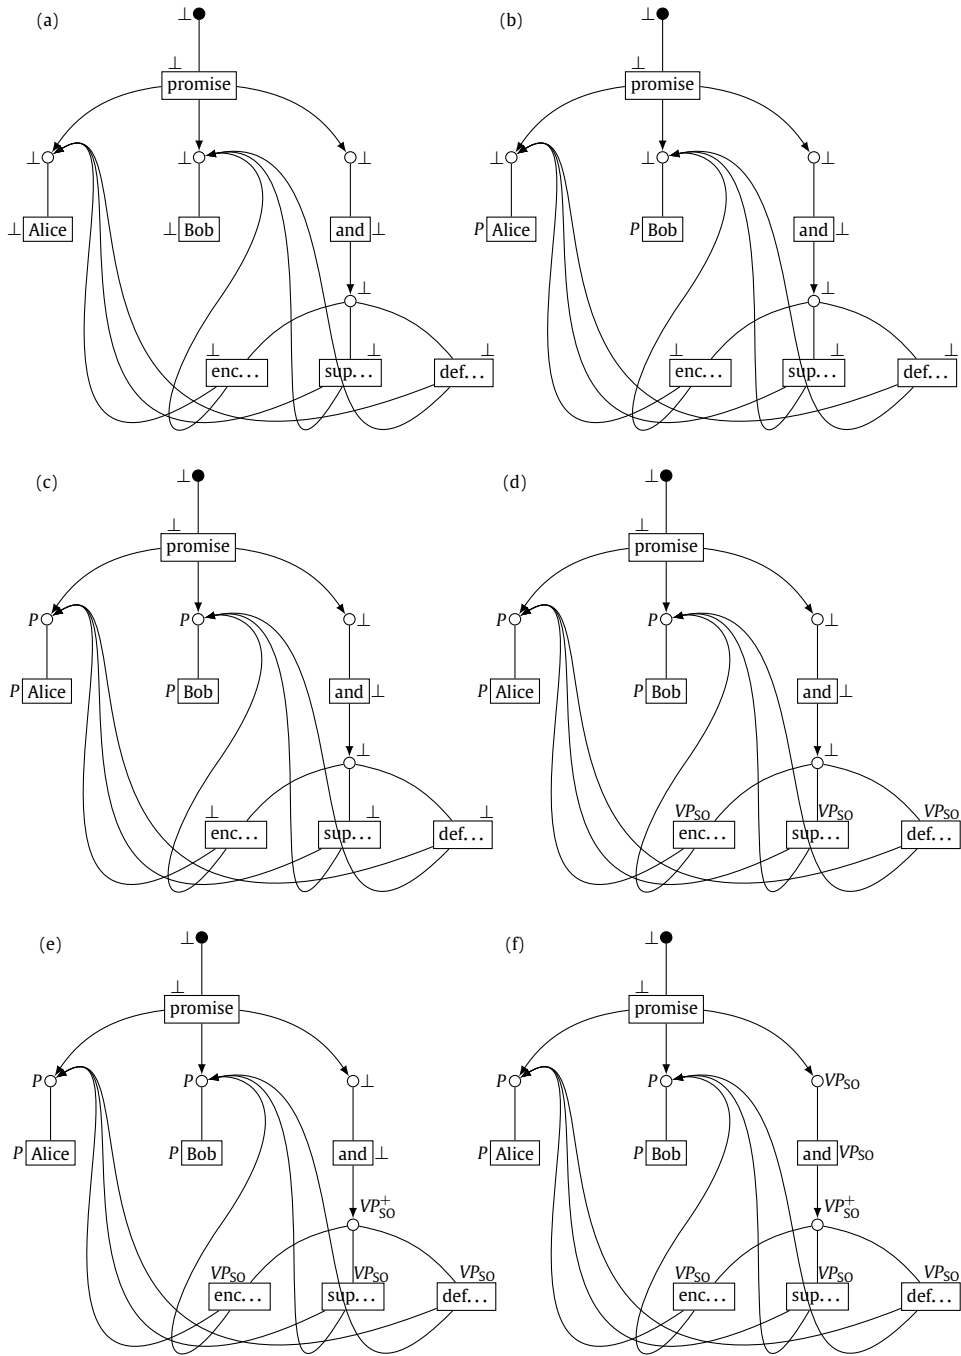 (a) ⊥ (b) ⊥
⊥ ⊥
promise promise
⊥ ⊥ ⊥ ⊥ ⊥ ⊥
⊥ Alice ⊥ Bob and ⊥ P Alice P Bob and ⊥
⊥ ⊥
⊥ ⊥ ⊥ ⊥ ⊥ ⊥
enc... sup... def... enc... sup... def...
(c) ⊥ (d) ⊥
⊥ ⊥
promise promise
P P ⊥ P P ⊥
P Alice P Bob and ⊥ P Alice P Bob and ⊥
⊥ ⊥
⊥ ⊥ ⊥ VP_SO VP_SO VP_SO
enc... sup... def... enc... sup... def...
(e) ⊥ (f) ⊥
⊥ ⊥
promise promise
P P ⊥ P P VP_SO
P Alice P Bob and ⊥ P Alice P Bob and VP_SO
VP⁺_SO VP⁺_SO
VP_SO VP_SO VP_SO VP_SO VP_SO VP_SO
enc... sup... def... enc... sup... def...